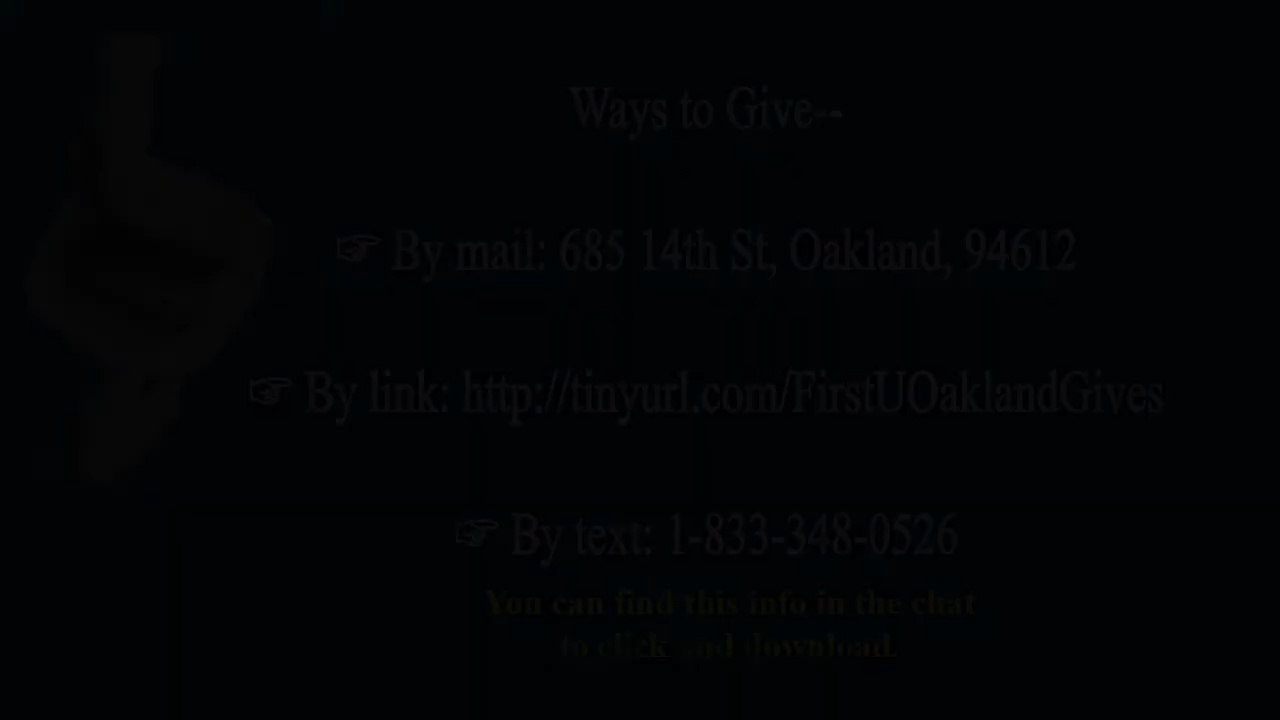 Ways to Give--
☞ By mail: 685 14th St, Oakland, 94612
☞ By link: http://tinyurl.com/FirstUOaklandGives
☞ By text: 1-833-348-0526
You can find this info in the chat
to click and download.